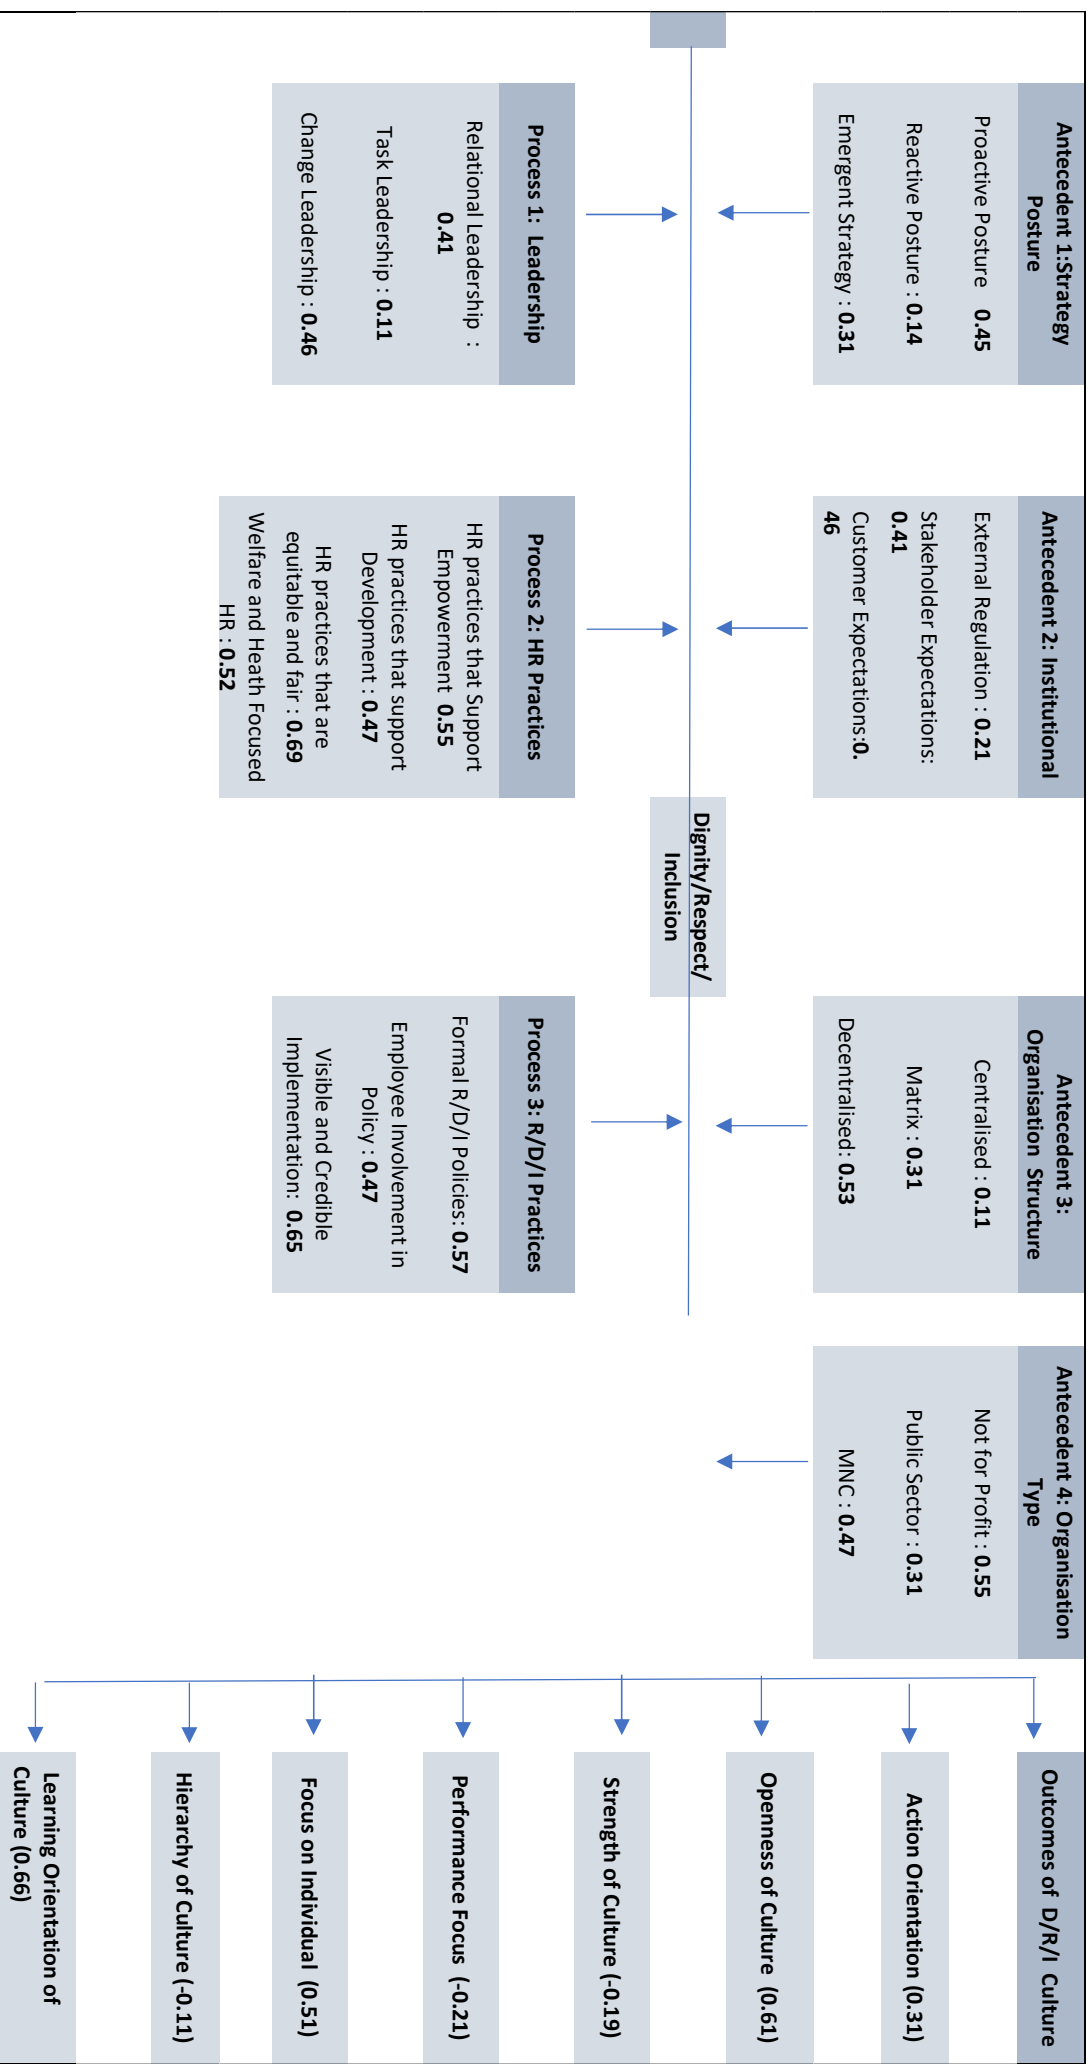 Antecedent 1:Strategy
Posture
Proactive Posture 0.45
Reactive Posture : 0.14
Emergent Strategy : 0.31
Antecedent 2: Institutional
External Regulation : 0.21
Stakeholder Expectations:
0.41
Customer Expectations:0.
46
Antecedent 3:
Organisation Structure
Centralised : 0.11
Matrix : 0.31
Decentralised: 0.53
Antecedent 4: Organisation
Type
Not for Profit : 0.55
Public Sector : 0.31
MNC : 0.47
Dignity/Respect/
Inclusion
Process 1: Leadership
Relational Leadership :
0.41
Task Leadership : 0.11
Change Leadership : 0.46
Process 2: HR Practices
HR practices that Support
Empowerment 0.55
HR practices that support
Development : 0.47
HR practices that are
equitable and fair : 0.69
Welfare and Heath Focused
HR : 0.52
Process 3: R/D/I Practices
Formal R/D/I Policies: 0.57
Employee Involvement in
Policy : 0.47
Visible and Credible
Implementation: 0.65
Outcomes of D/R/I Culture
Action Orientation (0.31)
Openness of Culture (0.61)
Strength of Culture (-0.19)
Performance Focus (-0.21)
Focus on Individual (0.51)
Hierarchy of Culture (-0.11)
Learning Orientation of
Culture (0.66)